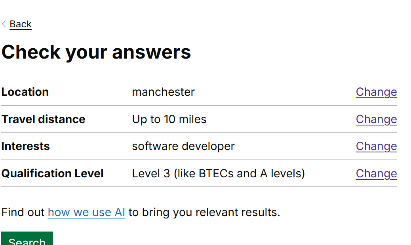 Back
Check your answers
Location manchester Change
Travel distance Up to 10 miles Change
Interests software developer Change
Qualification Level Level 3 (like BTECs and A levels) Change
Find out how we use AI to bring you relevant results.
Search